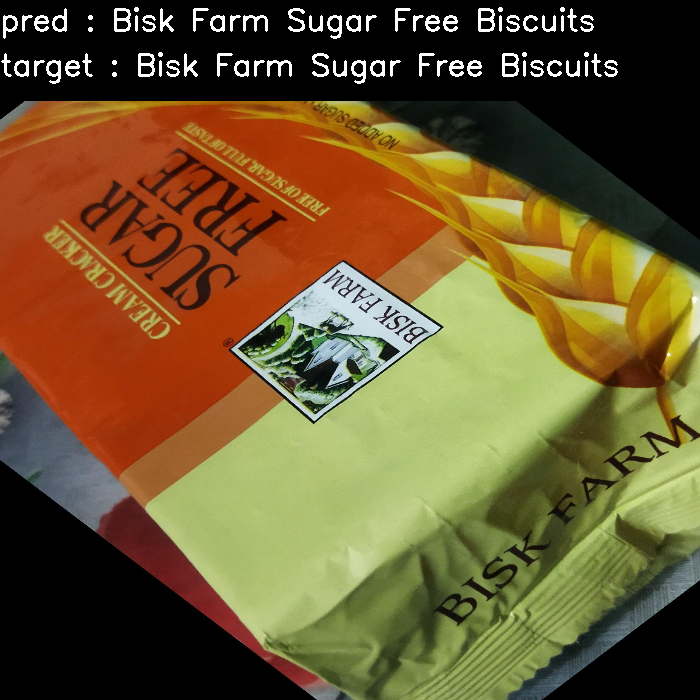 pred : Bisk Farm Sugar Free Biscuits
target : Bisk Farm Sugar Free Biscuits
NO ADDED SUGAR
FREE OF SUGAR, FULL OF TASTE
SUGAR
FREE
CREAM CRACKER
®
BISK FARM
BISK FARM